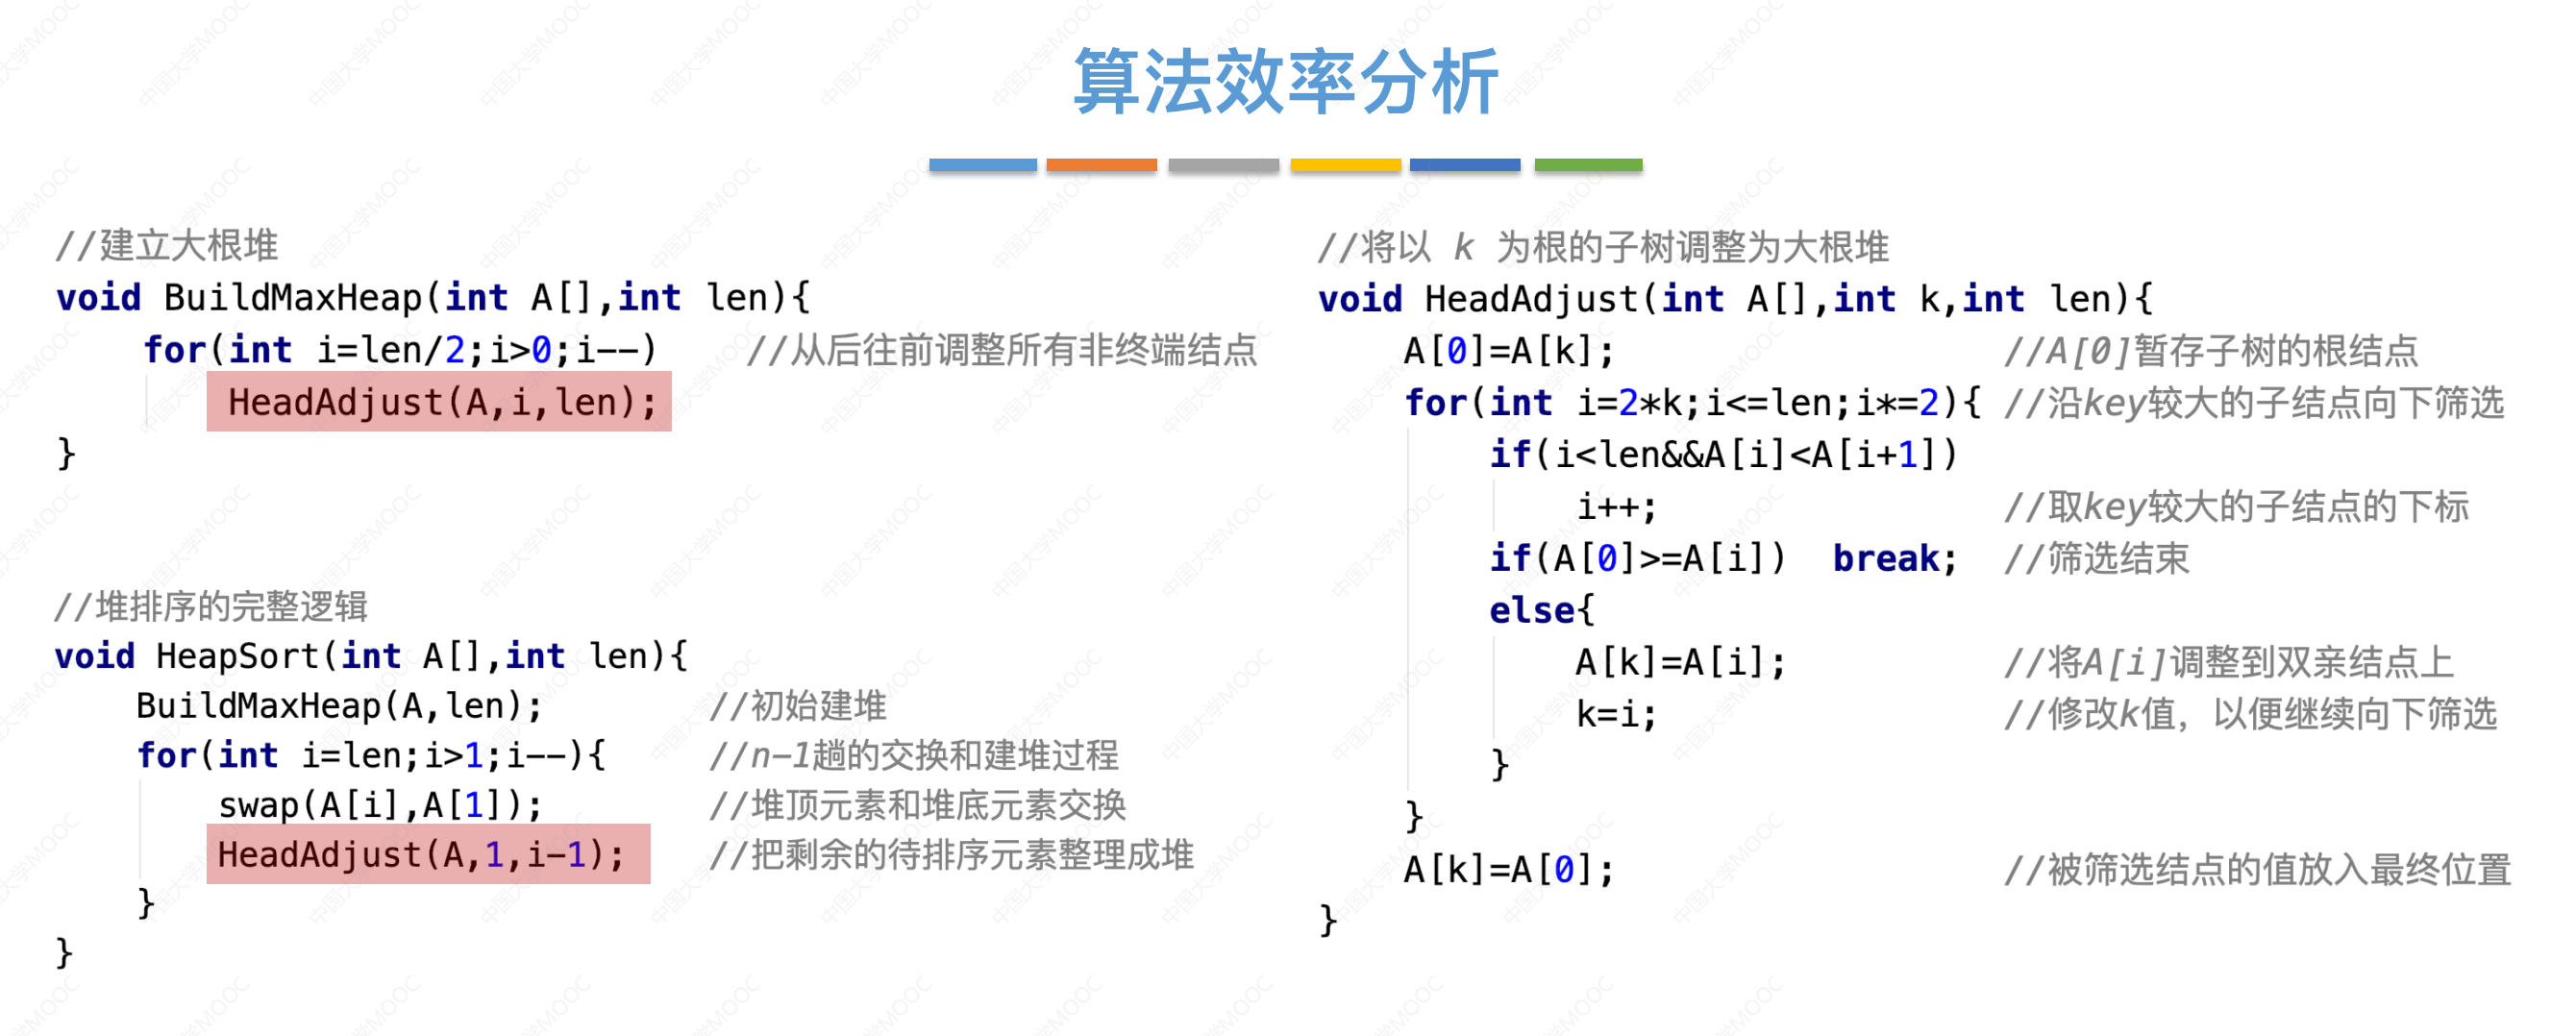 算法效率分析
//建立大根堆
void BuildMaxHeap(int A[],int len){
    for(int i=len/2;i>0;i--)    //从后往前调整所有非终端结点
        HeadAdjust(A,i,len);
}
//堆排序的完整逻辑
void HeapSort(int A[],int len){
    BuildMaxHeap(A,len);        //初始建堆
    for(int i=len;i>1;i--){     //n-1趟的交换和建堆过程
        swap(A[i],A[1]);        //堆顶元素和堆底元素交换
        HeadAdjust(A,1,i-1);    //把剩余的待排序元素整理成堆
    }
}
//将以 k 为根的子树调整为大根堆
void HeadAdjust(int A[],int k,int len){
    A[0]=A[k];                  //A[0]暂存子树的根结点
    for(int i=2*k;i<=len;i*=2){ //沿key较大的子结点向下筛选
        if(i<len&&A[i]<A[i+1])
            i++;                //取key较大的子结点的下标
        if(A[0]>=A[i])  break;  //筛选结束
        else{
            A[k]=A[i];          //将A[i]调整到双亲结点上
            k=i;                //修改k值，以便继续向下筛选
        }
    }
    A[k]=A[0];                  //被筛选结点的值放入最终位置
}
中国大学MOOC